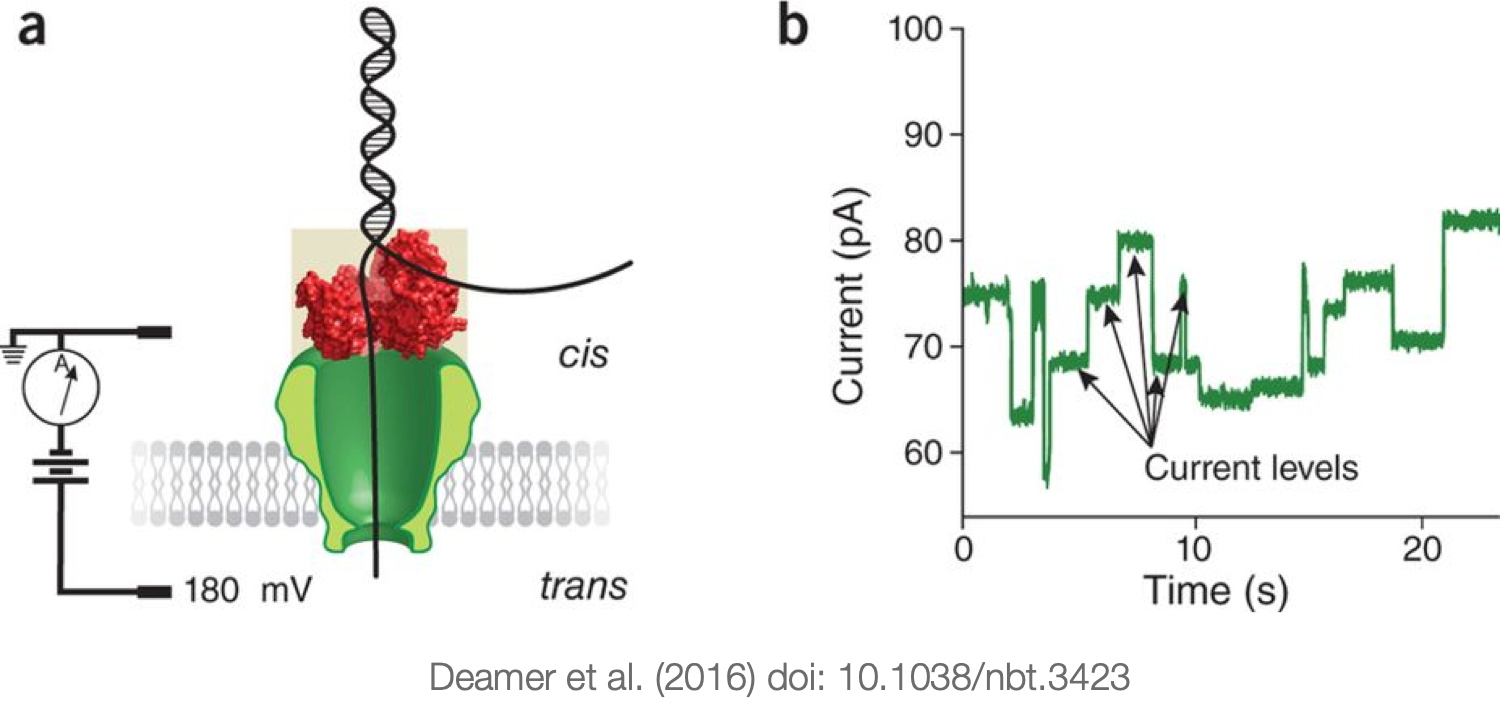 a
A
180 mV
cis
trans
b
Current (pA)
100
90
80
70
60
Current levels
0
10
20
Time (s)
Deamer et al. (2016) doi: 10.1038/nbt.3423